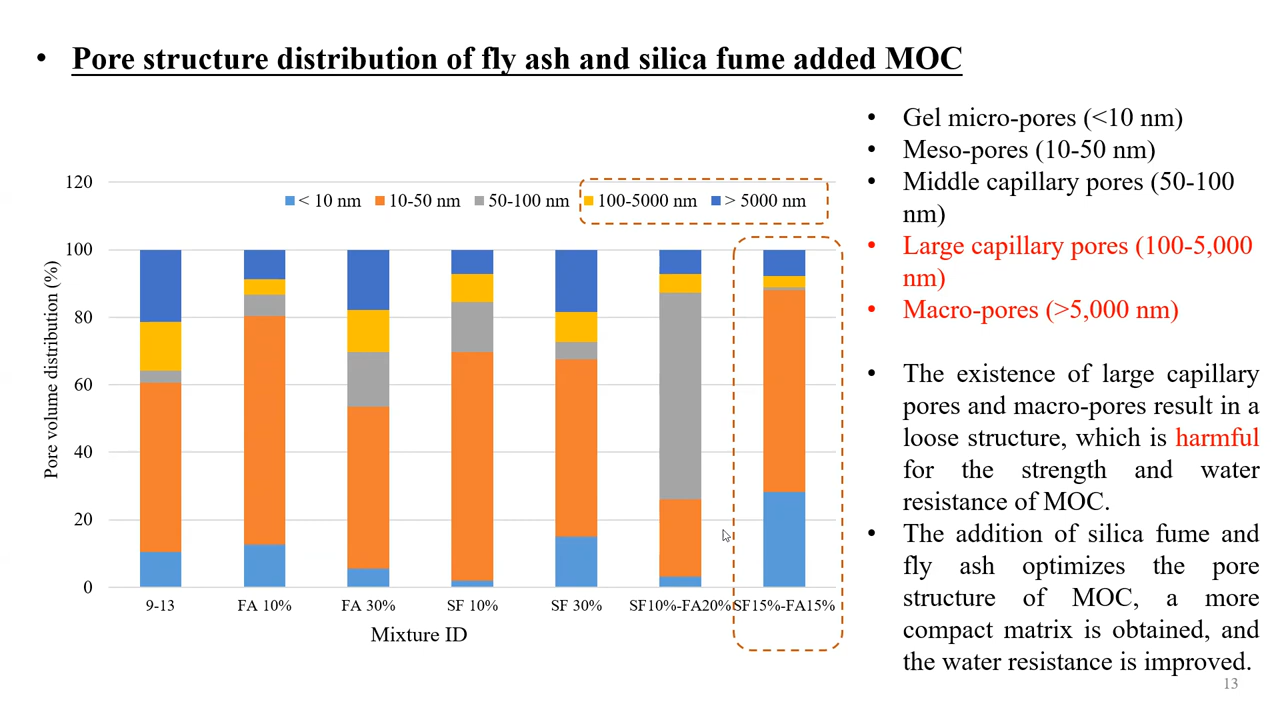 • Pore structure distribution of fly ash and silica fume added MOC
120
< 10 nm 10-50 nm 50-100 nm 100-5000 nm > 5000 nm
100
80
60
40
20
0
Pore volume distribution (%)
9-13 FA 10% FA 30% SF 10% SF 30% SF10%-FA20% SF15%-FA15%
Mixture ID
• Gel micro-pores (<10 nm)
• Meso-pores (10-50 nm)
• Middle capillary pores (50-100
nm)
• Large capillary pores (100-5,000
nm)
• Macro-pores (>5,000 nm)
• The existence of large capillary
pores and macro-pores result in a
loose structure, which is harmful
for the strength and water
resistance of MOC.
• The addition of silica fume and
fly ash optimizes the pore
structure of MOC, a more
compact matrix is obtained, and
the water resistance is improved.
13